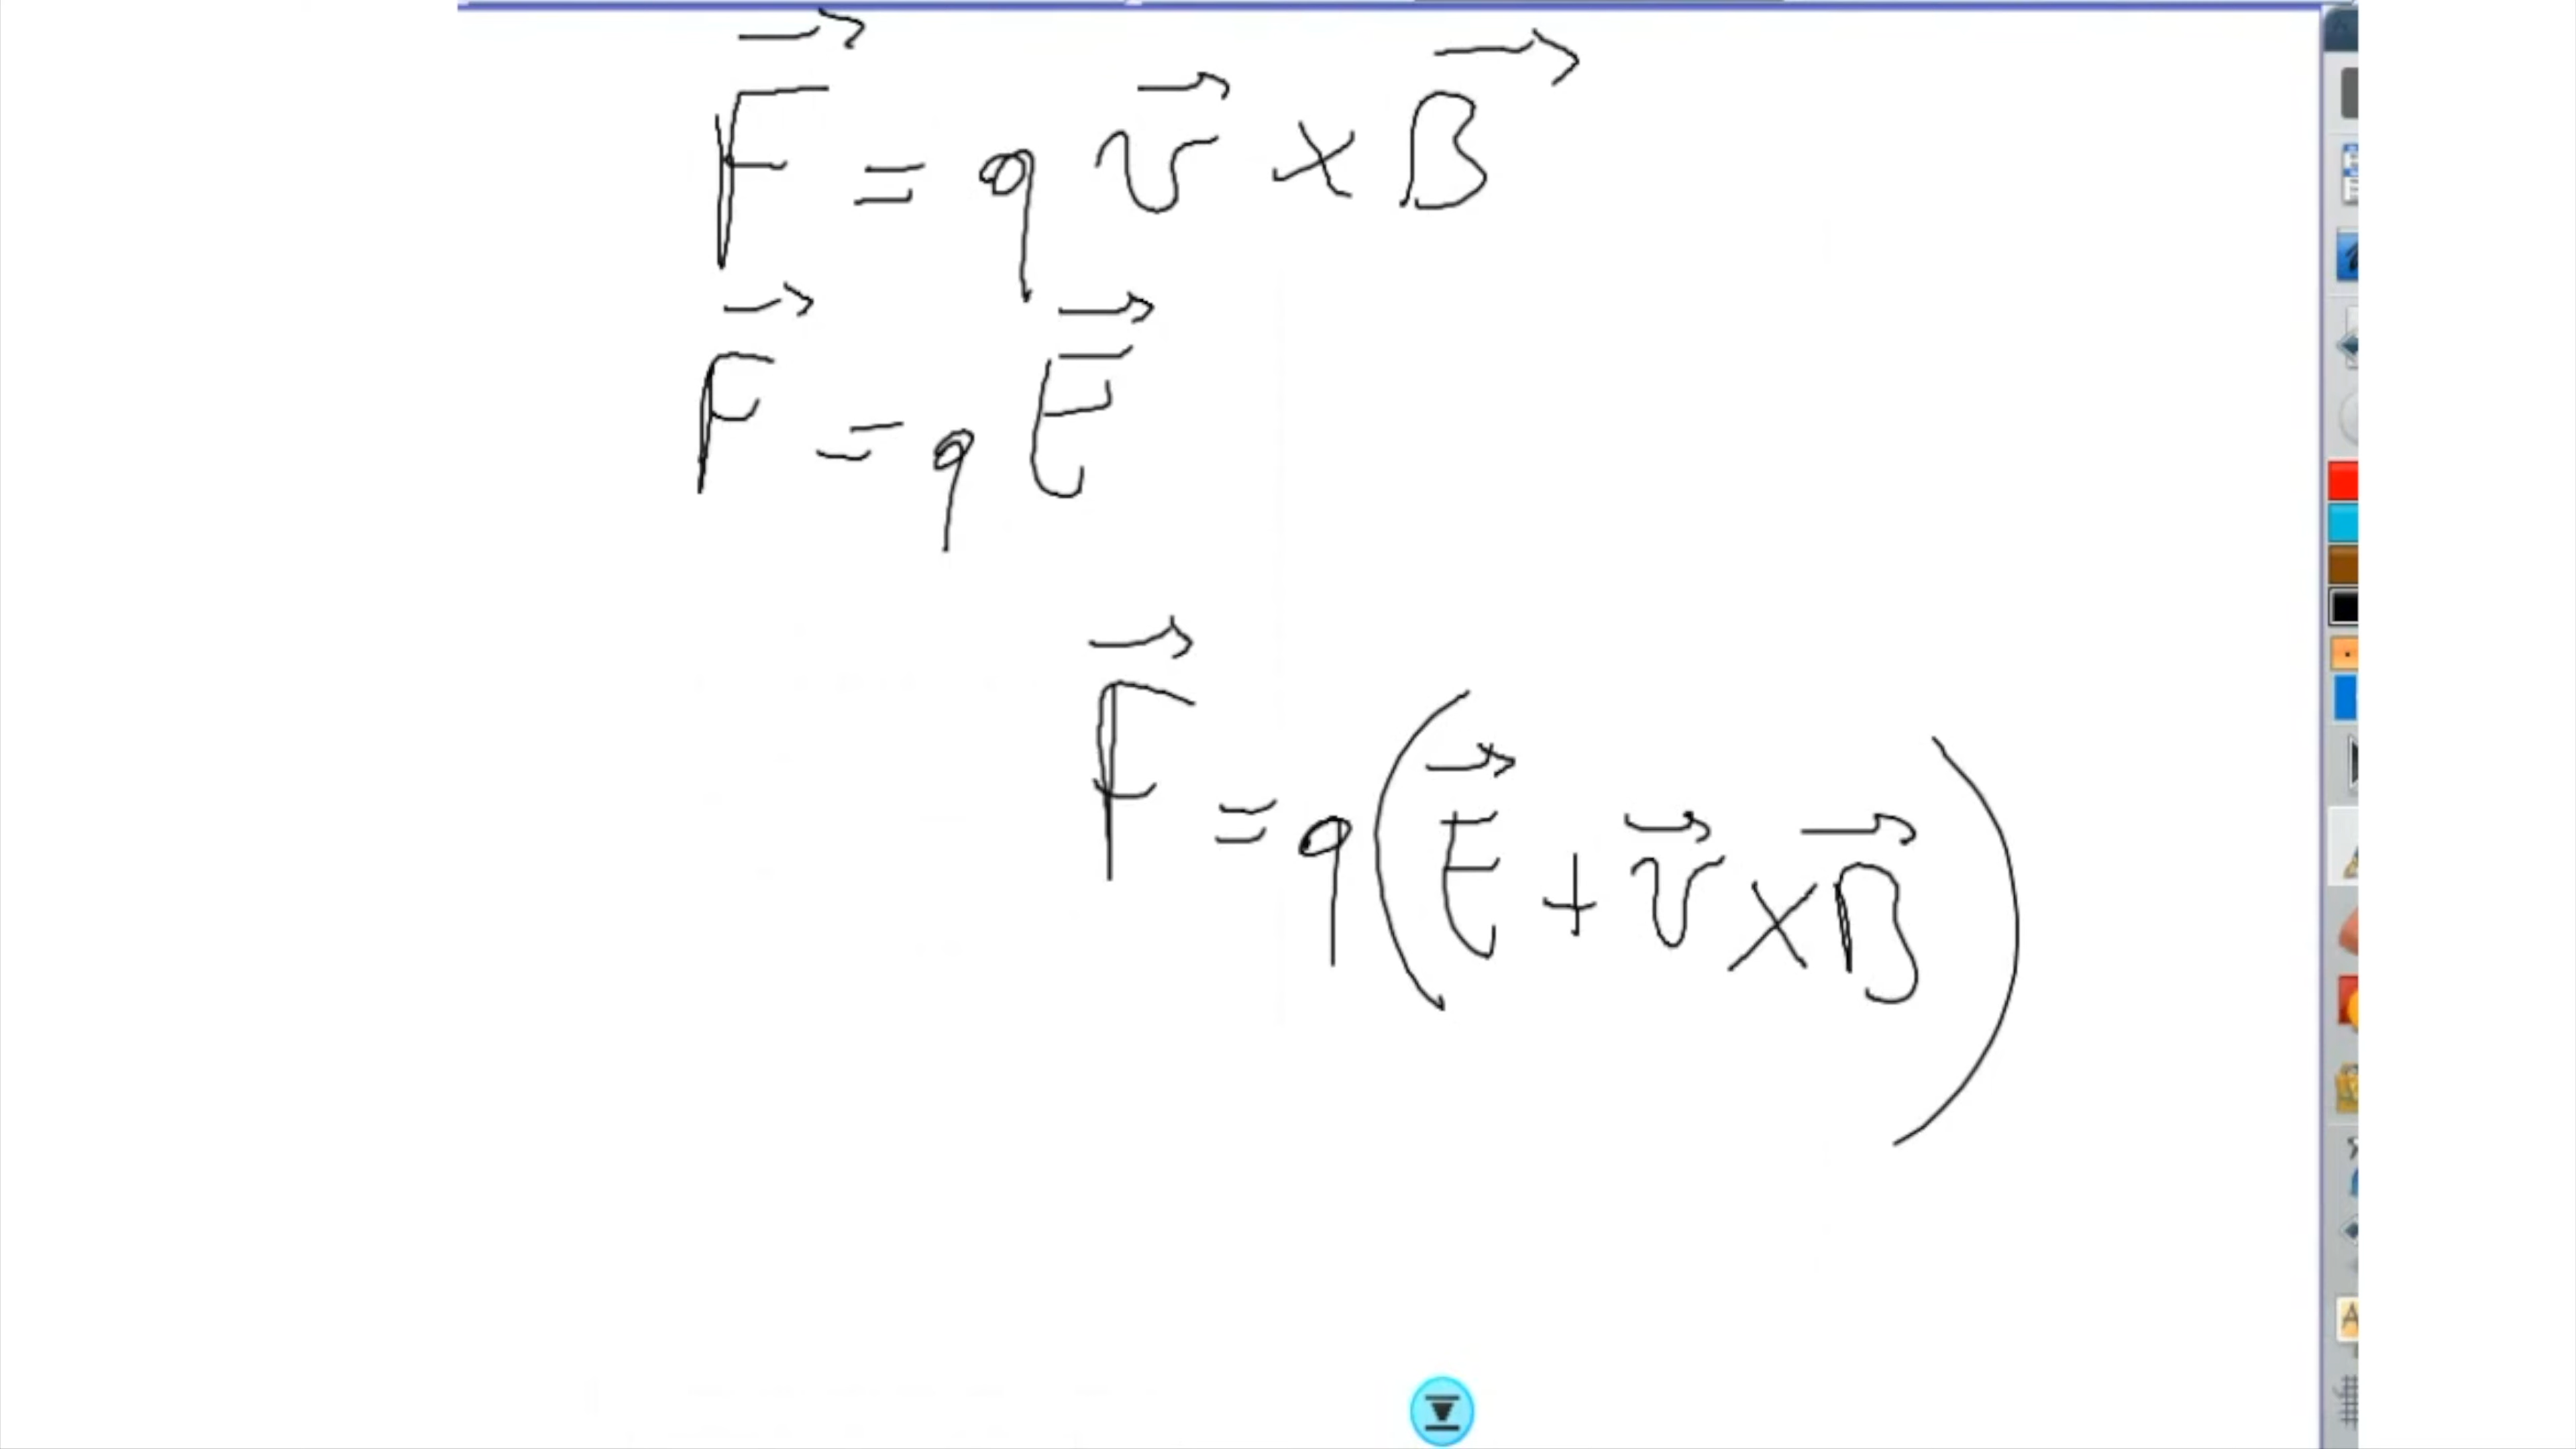 F⃗ = q v⃗ × B⃗
F⃗ = q E⃗
F⃗ = q(E⃗ + v⃗ × B⃗)